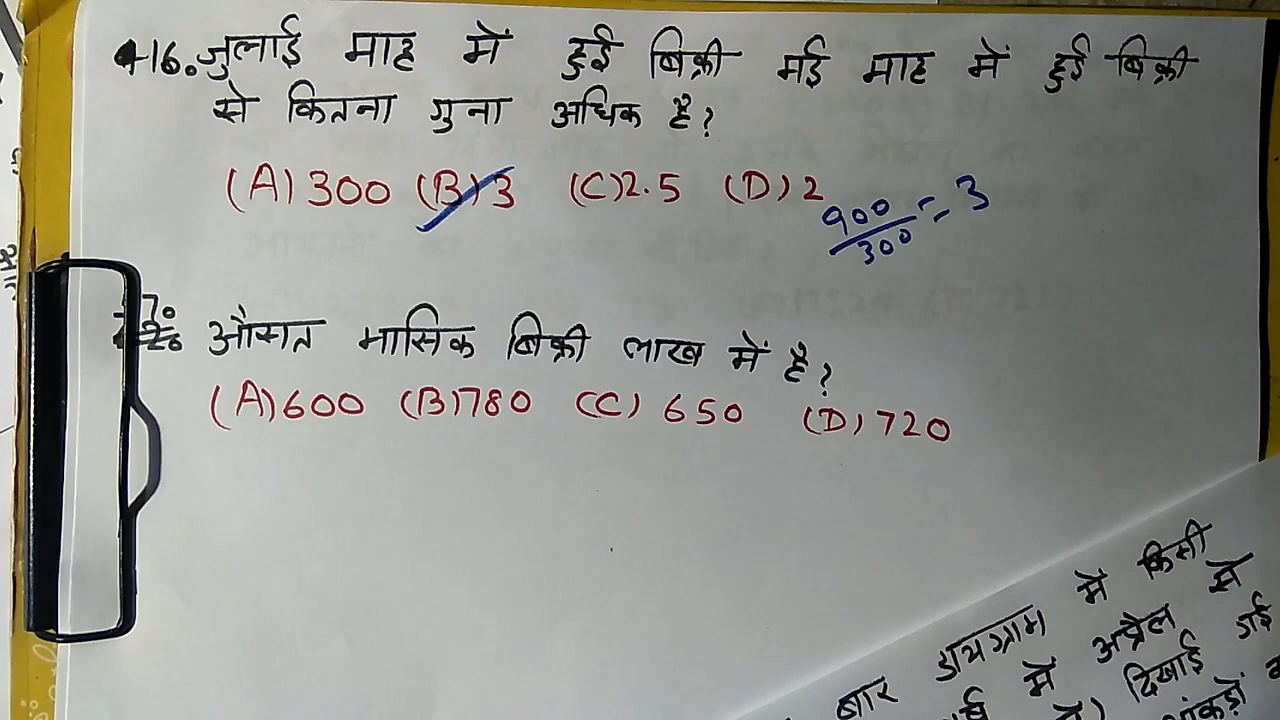 16. जुलाई माह में हुई बिक्री मई माह में हुई बिक्री
से कितना गुना अधिक है?
(A) 300 (B) 3 (C) 2.5 (D) 2
900/300 = 3
17. औसत मासिक बिक्री लाख में है?
(A) 600 (B) 780 (C) 650 (D) 720
बार डायग्राम में किसी
में अप्रैल से
दिखाई गई